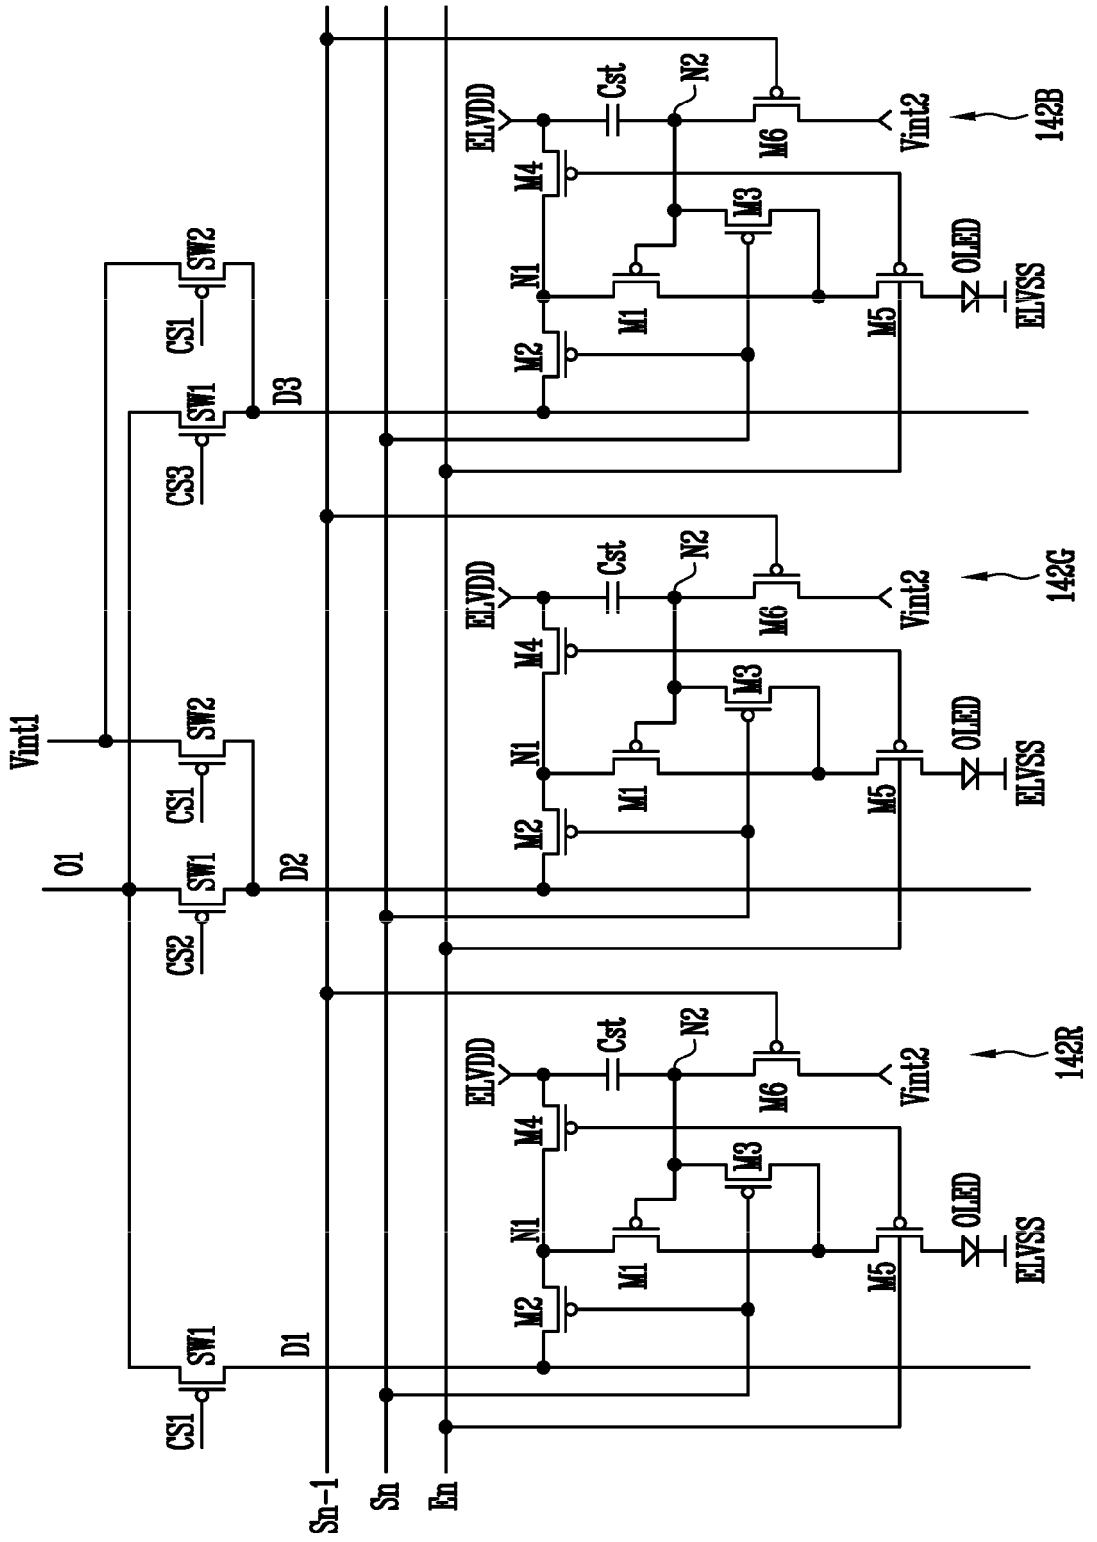 Vint1
O1
CS1
SW1
CS2
SW1
CS1
SW2
CS3
SW1
CS1
SW2
D1
D2
D3
Sn-1
Sn
En
ELVDD
ELVDD
ELVDD
M2
N1
M4
Cst
M2
N1
M4
Cst
M2
N1
M4
Cst
M1
N2
M1
N2
M1
N2
M3
M6
M3
M6
M3
M6
M5
Vint2
M5
Vint2
M5
Vint2
OLED
OLED
OLED
ELVSS
ELVSS
ELVSS
142R
142G
142B